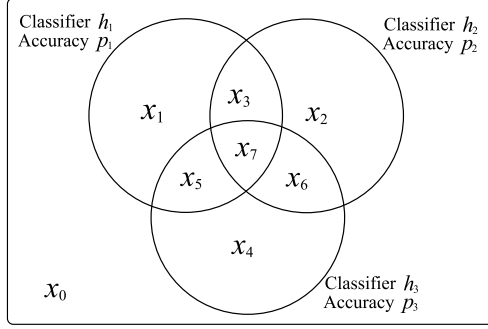 Classifier h₁
Accuracy p₁
Classifier h₂
Accuracy p₂
x₃
x₁
x₂
x₇
x₅
x₆
x₄
Classifier h₃
Accuracy p₃
x₀